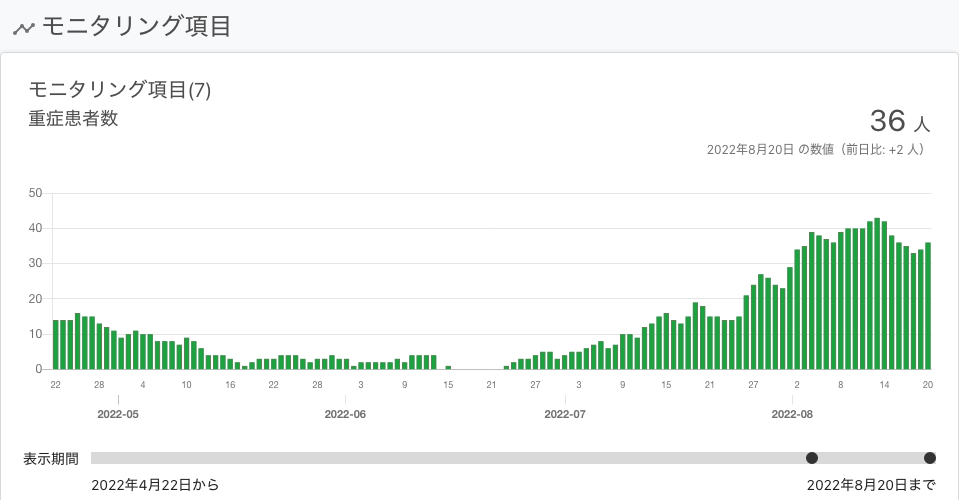 モニタリング項目
モニタリング項目(7)
重症患者数
36 人
2022年8月20日 の数値（前日比: +2 人）
50
40
30
20
10
0
22 28 4 10 16 22 28 3 9 15 21 27 3 9 15 21 27 2 8 14 20
2022-05 2022-06 2022-07 2022-08
表示期間
2022年4月22日から 2022年8月20日まで